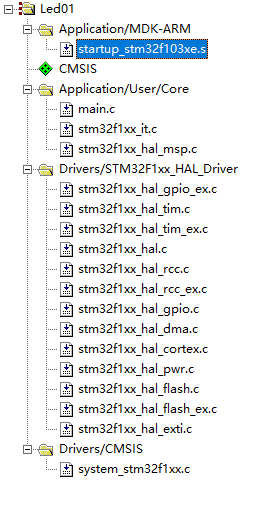 Led01
Application/MDK-ARM
startup_stm32f103xe.s
CMSIS
Application/User/Core
main.c
stm32f1xx_it.c
stm32f1xx_hal_msp.c
Drivers/STM32F1xx_HAL_Driver
stm32f1xx_hal_gpio_ex.c
stm32f1xx_hal_tim.c
stm32f1xx_hal_tim_ex.c
stm32f1xx_hal.c
stm32f1xx_hal_rcc.c
stm32f1xx_hal_rcc_ex.c
stm32f1xx_hal_gpio.c
stm32f1xx_hal_dma.c
stm32f1xx_hal_cortex.c
stm32f1xx_hal_pwr.c
stm32f1xx_hal_flash.c
stm32f1xx_hal_flash_ex.c
stm32f1xx_hal_exti.c
Drivers/CMSIS
system_stm32f1xx.c